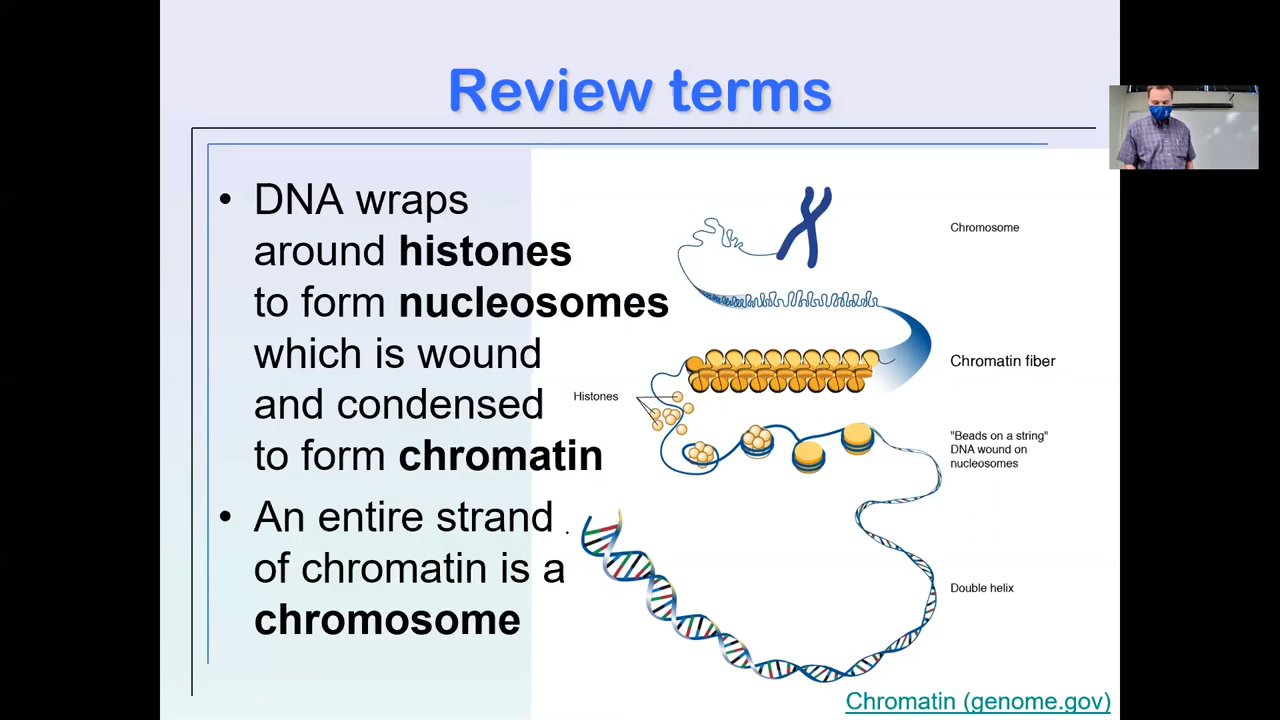 Review terms
• DNA wraps
around histones
to form nucleosomes
which is wound
and condensed
to form chromatin
• An entire strand
of chromatin is a
chromosome
Chromosome
Chromatin fiber
Histones
"Beads on a string"
DNA wound on
nucleosomes
Double helix
Chromatin (genome.gov)